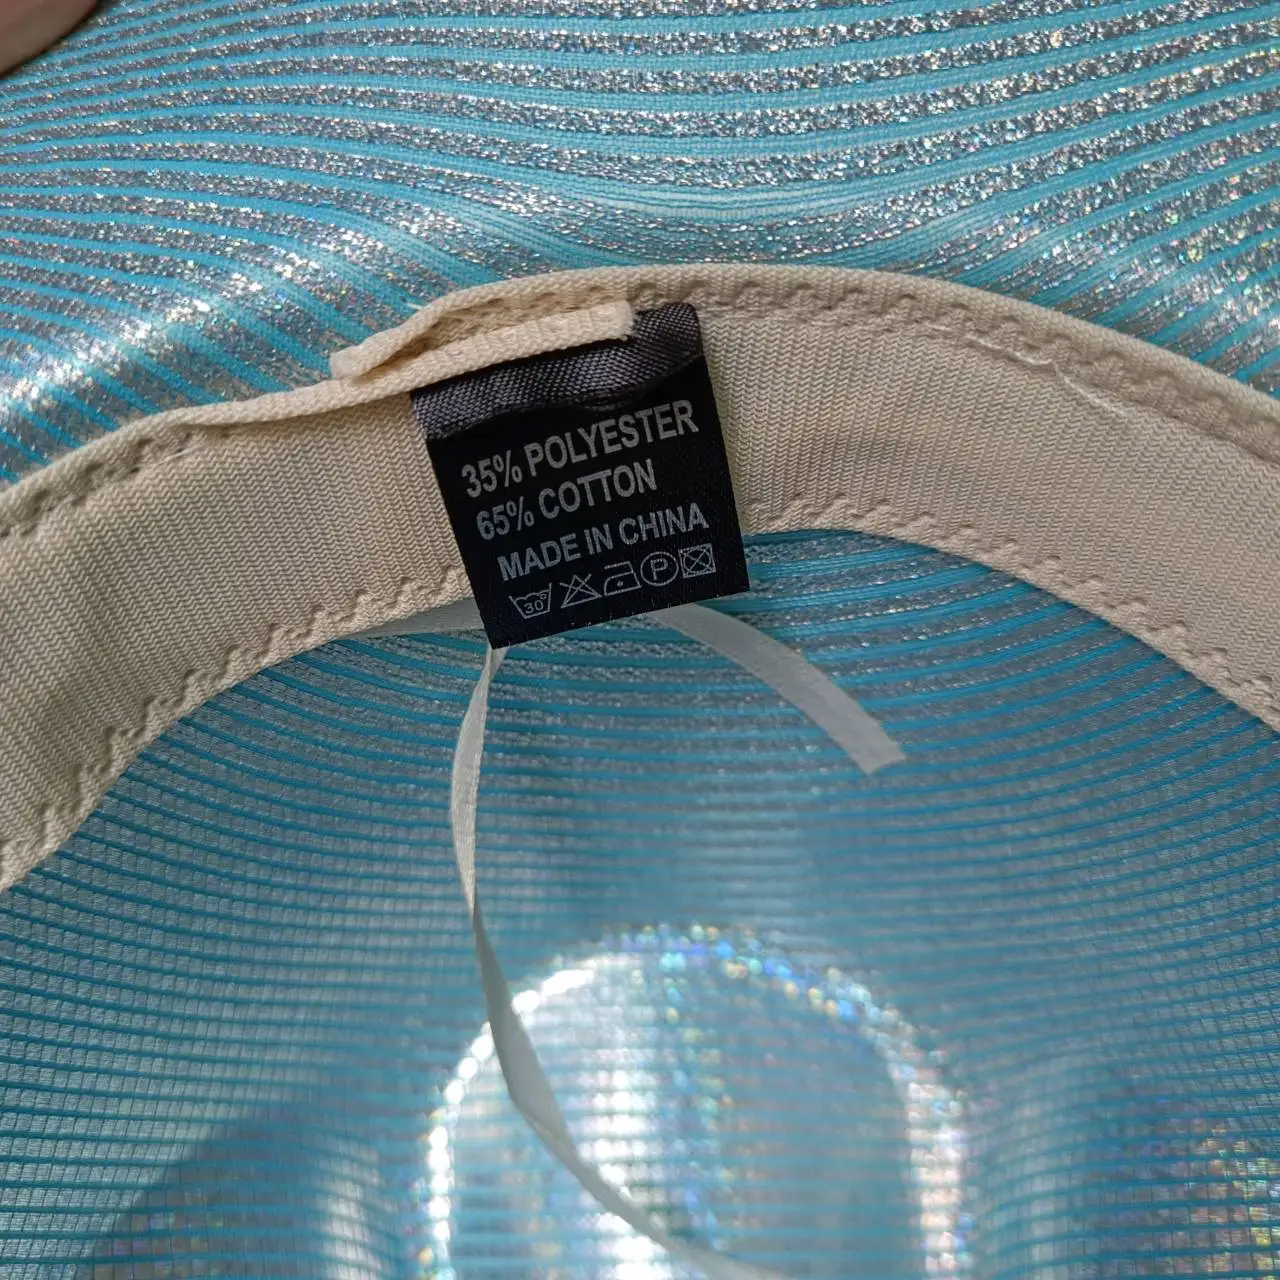 35% POLYESTER
65% COTTON
MADE IN CHINA
30° P